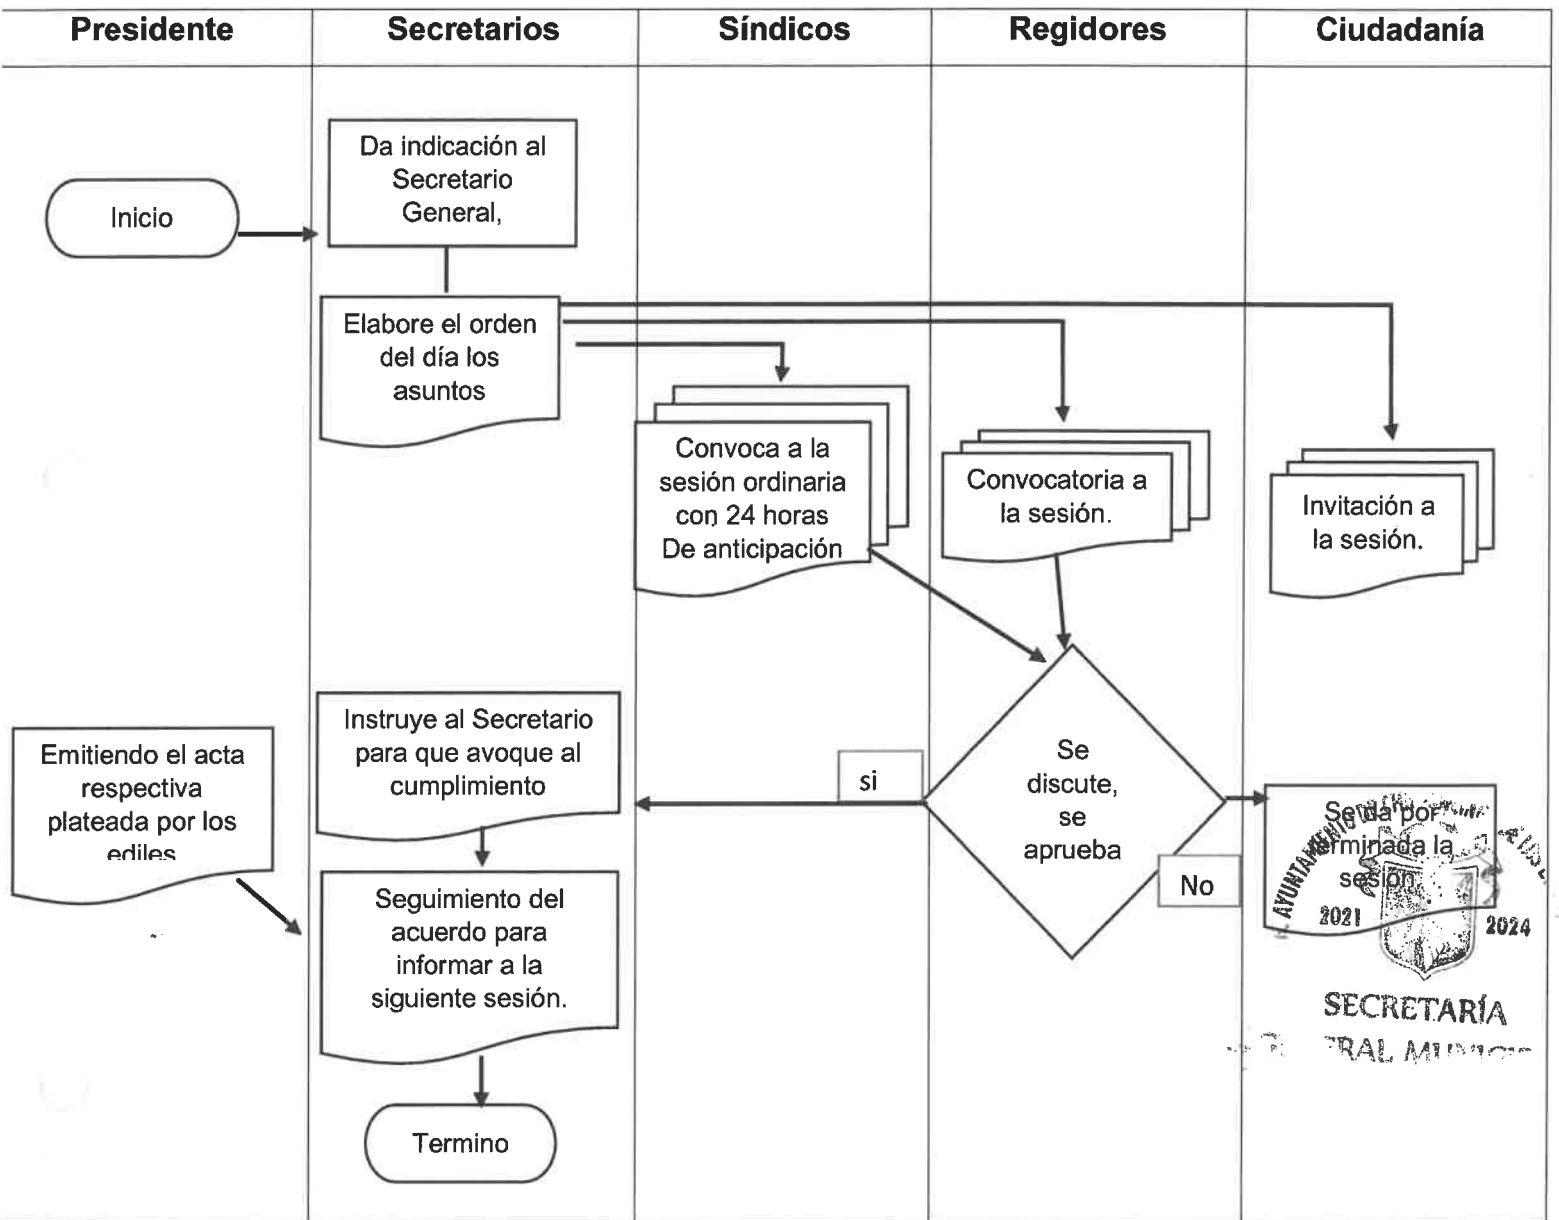 Presidente
Secretarios
Síndicos
Regidores
Ciudadanía
Inicio
Da indicación al
Secretario
General,
Elabore el orden
del día los
asuntos
Convoca a la
sesión ordinaria
con 24 horas
De anticipación
Convocatoria a
la sesión.
Invitación a
la sesión.
Emitiendo el acta
respectiva
plateada por los
ediles
Instruye al Secretario
para que avoque al
cumplimiento
si
Se
discute,
se
aprueba
No
Se da por
terminada la
sesión
AYUNTAMIENTO
2021
2024
SECRETARÍA
Seguimiento del
acuerdo para
informar a la
siguiente sesión.
Termino